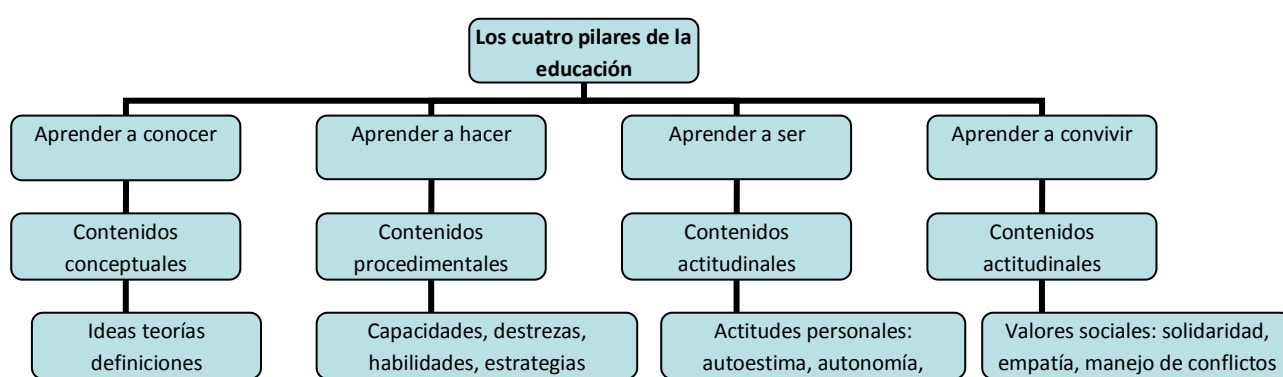 Los cuatro pilares de la
educación
Aprender a conocer
Aprender a hacer
Aprender a ser
Aprender a convivir
Contenidos
conceptuales
Contenidos
procedimentales
Contenidos
actitudinales
Contenidos
actitudinales
Ideas teorías
definiciones
Capacidades, destrezas,
habilidades, estrategias
Actitudes personales:
autoestima, autonomía,
Valores sociales: solidaridad,
empatía, manejo de conflictos